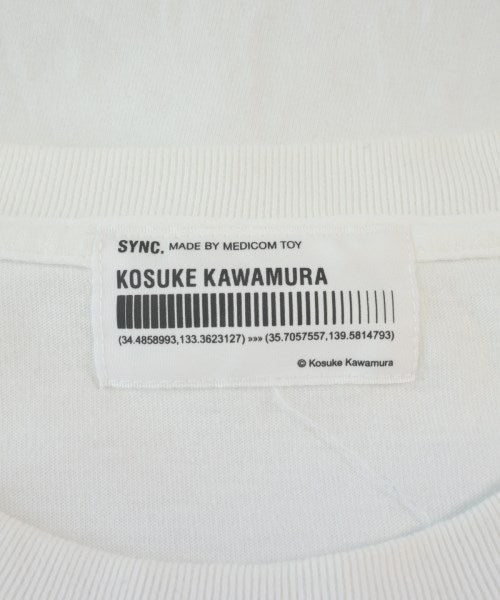 SYNC. MADE BY MEDICOM TOY
KOSUKE KAWAMURA
(34.4858993,133.3623127) »»» (35.7057557,139.5814793)
© Kosuke Kawamura